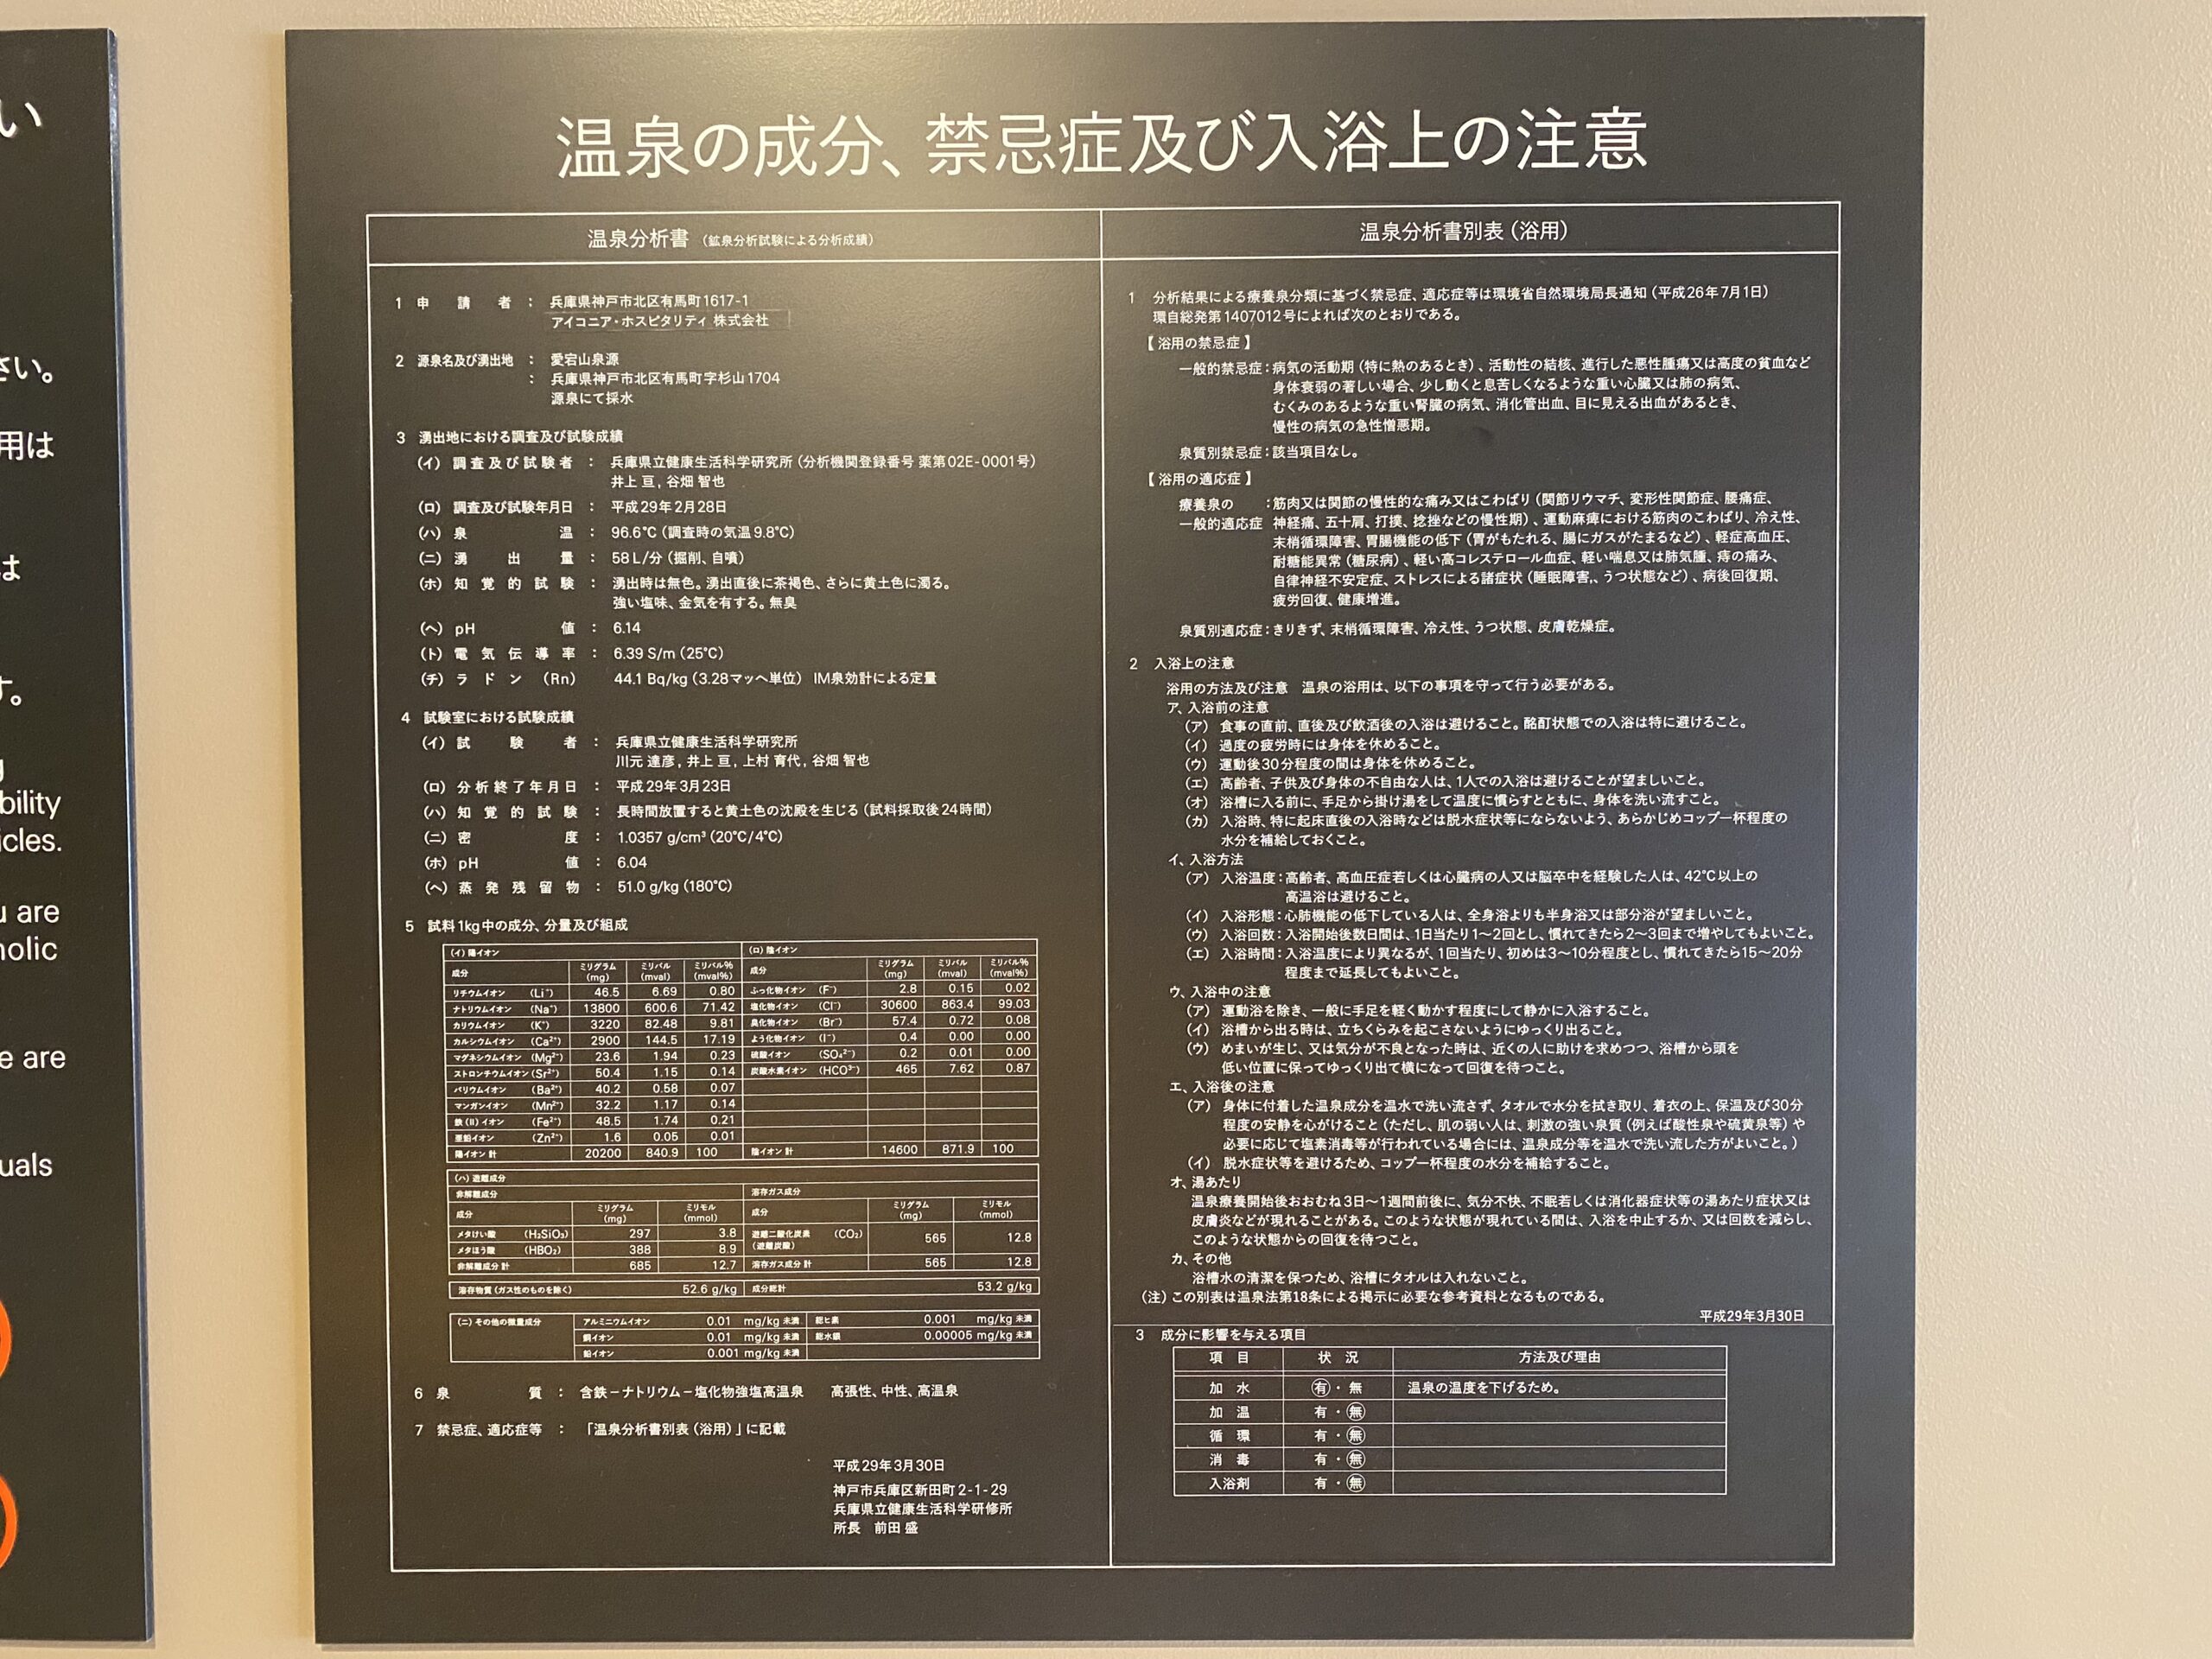 い
さい。
用は
は
す。
g
bility
icles.
u are
holic
e are
uals
温泉の成分、禁忌症及び入浴上の注意
温泉分析書（鉱泉分析試験による分析成績）
1 申請者 ： 兵庫県神戸市北区有馬町1617-1
アイコニア・ホスピタリティ 株式会社
2 源泉名及び湧出地 ： 愛宕山泉源
： 兵庫県神戸市北区有馬町字杉山1704
源泉にて採水
3 湧出地における調査及び試験成績
（イ）調査及び試験者 ： 兵庫県立健康生活科学研究所（分析機関登録番号 薬第02E-0001号）
井上 亘, 谷畑 智也
（ロ）調査及び試験年月日 ： 平成29年2月28日
（ハ）泉温 ： 96.6℃（調査時の気温9.8℃）
（ニ）湧出量 ： 58L/分（掘削、自噴）
（ホ）知覚的試験 ： 湧出時は無色。湧出直後に茶褐色、さらに黄土色に濁る。
強い塩味、金気を有する。無臭
（ヘ）pH値 ： 6.14
（ト）電気伝導率 ： 6.39 S/m（25℃）
（チ）ラドン（Rn） 44.1 Bq/kg（3.28マッヘ単位） IM泉効計による定量
4 試験室における試験成績
（イ）試験者 ： 兵庫県立健康生活科学研究所
川元 達彦, 井上 亘, 上村 育代, 谷畑 智也
（ロ）分析終了年月日 ： 平成29年3月23日
（ハ）知覚的試験 ： 長時間放置すると黄土色の沈殿を生じる（試料採取後24時間）
（ニ）密度 ： 1.0357 g/cm³（20℃/4℃）
（ホ）pH値 ： 6.04
（ヘ）蒸発残留物 ： 51.0 g/kg（180℃）
5 試料1kg中の成分、分量及び組成
（イ）陽イオン （ロ）陰イオン
成分 ミリグラム(mg) ミリバル(mval) ミリバル%(mval%) 成分 ミリグラム(mg) ミリバル(mval) ミリバル%(mval%)
リチウムイオン （Li⁺） 46.5 6.69 0.80 ふっ化物イオン （F⁻） 2.8 0.15 0.02
ナトリウムイオン （Na⁺） 13800 600.6 71.42 塩化物イオン （Cl⁻） 30600 863.4 99.03
カリウムイオン （K⁺） 3220 82.48 9.81 臭化物イオン （Br⁻） 57.4 0.72 0.08
カルシウムイオン （Ca²⁺） 2900 144.5 17.19 よう化物イオン （I⁻） 0.4 0.00 0.00
マグネシウムイオン （Mg²⁺） 23.6 1.94 0.23 硫酸イオン （SO₄²⁻） 0.2 0.01 0.00
ストロンチウムイオン（Sr²⁺） 50.4 1.15 0.14 炭酸水素イオン （HCO³⁻） 465 7.62 0.87
バリウムイオン （Ba²⁺） 40.2 0.58 0.07
マンガンイオン （Mn²⁺） 32.2 1.17 0.14
鉄（II）イオン （Fe²⁺） 48.5 1.74 0.21
亜鉛イオン （Zn²⁺） 1.6 0.05 0.01
陽イオン 計 20200 840.9 100 陰イオン 計 14600 871.9 100
（ハ）遊離成分
非解離成分 溶存ガス成分
成分 ミリグラム(mg) ミリモル(mmol) 成分 ミリグラム(mg) ミリモル(mmol)
メタけい酸 （H₂SiO₃） 297 3.8 遊離二酸化炭素（遊離炭酸） （CO₂） 565 12.8
メタほう酸 （HBO₂） 388 8.9
非解離成分 計 685 12.7 溶存ガス成分 計 565 12.8
溶存物質（ガス性のものを除く） 52.6 g/kg 成分総計 53.2 g/kg
（ニ）その他の微量成分 アルミニウムイオン 0.01 mg/kg 未満 総ヒ素 0.001 mg/kg 未満
銅イオン 0.01 mg/kg 未満 総水銀 0.00005 mg/kg 未満
鉛イオン 0.001 mg/kg 未満
6 泉質 ： 含鉄－ナトリウム－塩化物強塩高温泉 高張性、中性、高温泉
7 禁忌症、適応症等 ： 「温泉分析書別表（浴用）」に記載
平成29年3月30日
神戸市兵庫区新田町2-1-29
兵庫県立健康生活科学研修所
所長 前田 盛
温泉分析書別表（浴用）
1 分析結果による療養泉分類に基づく禁忌症、適応症等は環境省自然環境局長通知（平成26年7月1日）
環自総発第1407012号によれば次のとおりである。
【浴用の禁忌症】
一般的禁忌症：病気の活動期（特に熱のあるとき）、活動性の結核、進行した悪性腫瘍又は高度の貧血など
身体衰弱の著しい場合、少し動くと息苦しくなるような重い心臓又は肺の病気、
むくみのあるような重い腎臓の病気、消化管出血、目に見える出血があるとき、
慢性の病気の急性憎悪期。
泉質別禁忌症：該当項目なし。
【浴用の適応症】
療養泉の ：筋肉又は関節の慢性的な痛み又はこわばり（関節リウマチ、変形性関節症、腰痛症、
一般的適応症 神経痛、五十肩、打撲、捻挫などの慢性期）、運動麻痺における筋肉のこわばり、冷え性、
末梢循環障害、胃腸機能の低下（胃がもたれる、腸にガスがたまるなど）、軽症高血圧、
耐糖能異常（糖尿病）、軽い高コレステロール血症、軽い喘息又は肺気腫、痔の痛み、
自律神経不安定症、ストレスによる諸症状（睡眠障害,、うつ状態など）、病後回復期、
疲労回復、健康増進。
泉質別適応症：きりきず、末梢循環障害、冷え性、うつ状態、皮膚乾燥症。
2 入浴上の注意
浴用の方法及び注意 温泉の浴用は、以下の事項を守って行う必要がある。
ア、入浴前の注意
（ア）食事の直前、直後及び飲酒後の入浴は避けること。酩酊状態での入浴は特に避けること。
（イ）過度の疲労時には身体を休めること。
（ウ）運動後30分程度の間は身体を休めること。
（エ）高齢者、子供及び身体の不自由な人は、1人での入浴は避けることが望ましいこと。
（オ）浴槽に入る前に、手足から掛け湯をして温度に慣らすとともに、身体を洗い流すこと。
（カ）入浴時、特に起床直後の入浴時などは脱水症状等にならないよう、あらかじめコップ一杯程度の
水分を補給しておくこと。
イ、入浴方法
（ア）入浴温度：高齢者、高血圧症若しくは心臓病の人又は脳卒中を経験した人は、42℃以上の
高温浴は避けること。
（イ）入浴形態：心肺機能の低下している人は、全身浴よりも半身浴又は部分浴が望ましいこと。
（ウ）入浴回数：入浴開始後数日間は、1日当たり1〜2回とし、慣れてきたら2〜3回まで増やしてもよいこと。
（エ）入浴時間：入浴温度により異なるが、1回当たり、初めは3〜10分程度とし、慣れてきたら15〜20分
程度まで延長してもよいこと。
ウ、入浴中の注意
（ア）運動浴を除き、一般に手足を軽く動かす程度にして静かに入浴すること。
（イ）浴槽から出る時は、立ちくらみを起こさないようにゆっくり出ること。
（ウ）めまいが生じ、又は気分が不良となった時は、近くの人に助けを求めつつ、浴槽から頭を
低い位置に保ってゆっくり出て横になって回復を待つこと。
エ、入浴後の注意
（ア）身体に付着した温泉成分を温水で洗い流さず、タオルで水分を拭き取り、着衣の上、保温及び30分
程度の安静を心がけること（ただし、肌の弱い人は、刺激の強い泉質（例えば酸性泉や硫黄泉等）や
必要に応じて塩素消毒等が行われている場合には、温泉成分等を温水で洗い流した方がよいこと。）
（イ）脱水症状等を避けるため、コップ一杯程度の水分を補給すること。
オ、湯あたり
温泉療養開始後おおむね3日〜1週間前後に、気分不快、不眠若しくは消化器症状等の湯あたり症状又は
皮膚炎などが現れることがある。このような状態が現れている間は、入浴を中止するか、又は回数を減らし、
このような状態からの回復を待つこと。
カ、その他
浴槽水の清潔を保つため、浴槽にタオルは入れないこと。
（注）この別表は温泉法第18条による掲示に必要な参考資料となるものである。
平成29年3月30日
3 成分に影響を与える項目
項目 状況 方法及び理由
加水 有・無 温泉の温度を下げるため。
加温 有・無
循環 有・無
消毒 有・無
入浴剤 有・無